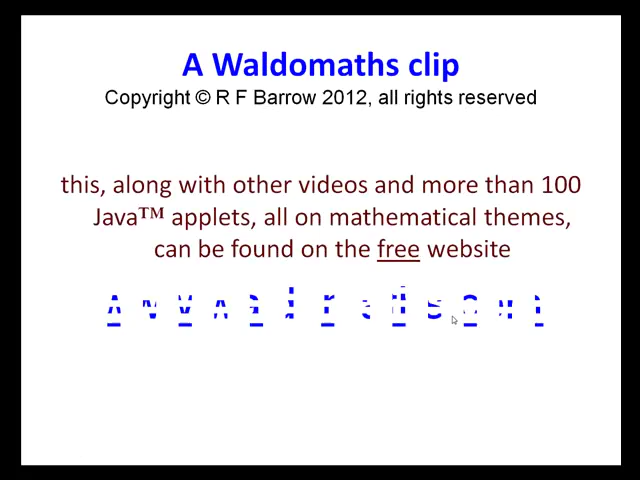 A Waldomaths clip
Copyright © R F Barrow 2012, all rights reserved
this, along with other videos and more than 100
Java™ applets, all on mathematical themes,
can be found on the free website